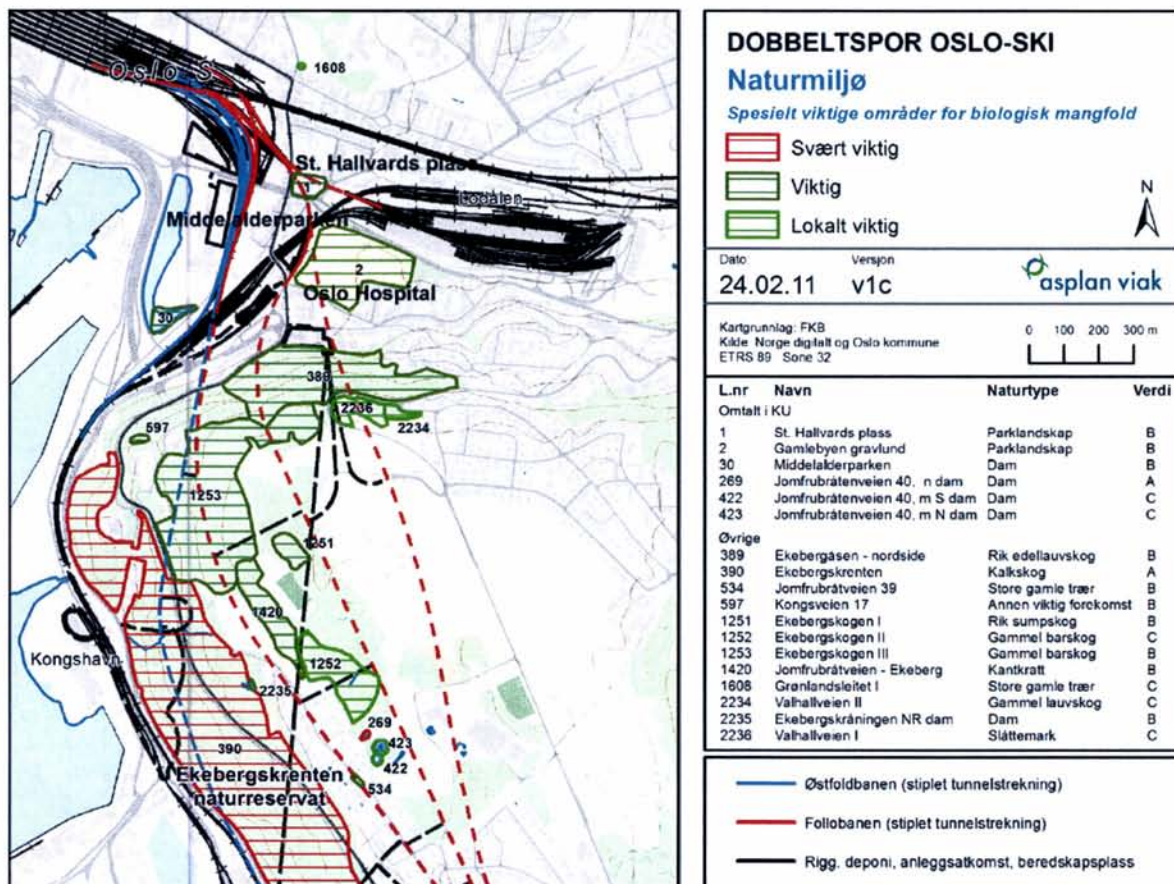 Oslo S
1608
St. Hallvards plass
1
Lodalen
Middelalderparken
2
Oslo Hospital
30
389
2236
2234
597
1253
1251
1420
1252
Kongshavn
2235
269
423
422
390
534
Ekebergskrenten
naturreservat
DOBBELTSPOR OSLO-SKI
Naturmiljø
Spesielt viktige områder for biologisk mangfold
Svært viktig
Viktig
Lokalt viktig
N
Dato Versjon
24.02.11 v1c
asplan viak
Kartgrunnlag: FKB
Kilde Norge digitalt og Oslo kommune
ETRS 89 Sone 32
0 100 200 300 m
L.nr Navn Naturtype Verdi
Omtalt i KU
1 St. Hallvards plass Parklandskap B
2 Gamlebyen gravlund Parklandskap B
30 Middelalderparken Dam B
269 Jomfrubråtenveien 40, n dam Dam A
422 Jomfrubråtenveien 40, m S dam Dam C
423 Jomfrubråtenveien 40, m N dam Dam C
Øvrige
389 Ekebergåsen - nordside Rik edellauvskog B
390 Ekebergskrenten Kalkskog A
534 Jomfrubråtveien 39 Store gamle trær B
597 Kongsveien 17 Annen viktig forekomst B
1251 Ekebergskogen I Rik sumpskog B
1252 Ekebergskogen II Gammel barskog C
1253 Ekebergskogen III Gammel barskog B
1420 Jomfrubråtveien - Ekeberg Kantkratt B
1608 Grønlandsleitet I Store gamle trær C
2234 Valhallveien II Gammel lauvskog C
2235 Ekebergskråningen NR dam Dam B
2236 Valhallveien I Slåttemark C
Østfoldbanen (stiplet tunnelstrekning)
Follobanen (stiplet tunnelstrekning)
Rigg, deponi, anleggsatkomst, beredskapsplass